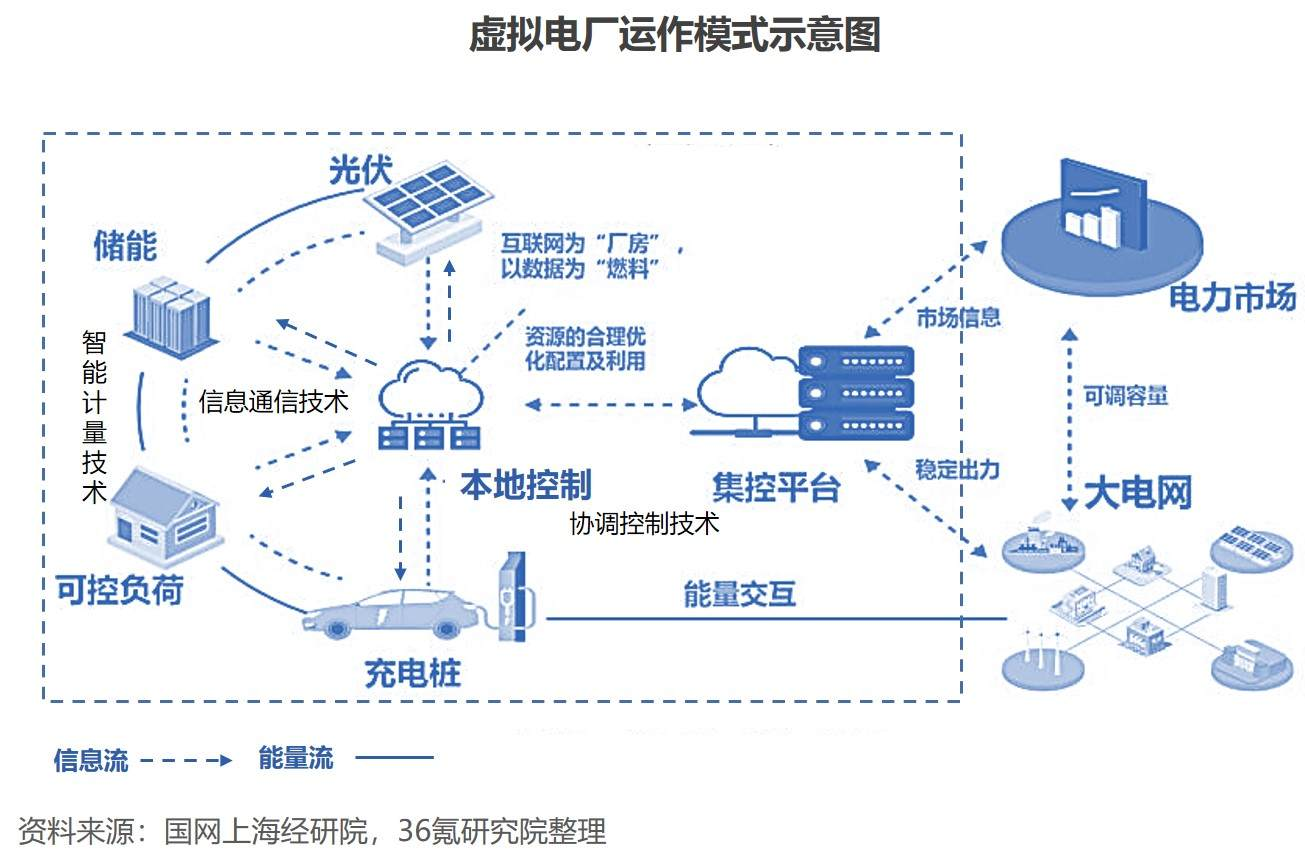 虚拟电厂运作模式示意图
光伏
储能
互联网为“厂房”，
以数据为“燃料”
资源的合理优
化配置及利用
市场信息
电力市场
智能计量技术
信息通信技术
可调容量
本地控制
集控平台
稳定出力
大电网
协调控制技术
可控负荷
能量交互
充电桩
信息流
能量流
资料来源：国网上海经研院，36氪研究院整理